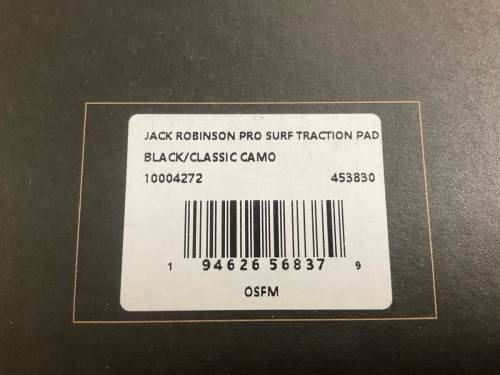 JACK ROBINSON PRO SURF TRACTION PAD
BLACK/CLASSIC CAMO
10004272 453830
1 94626 56837 9
OSFM